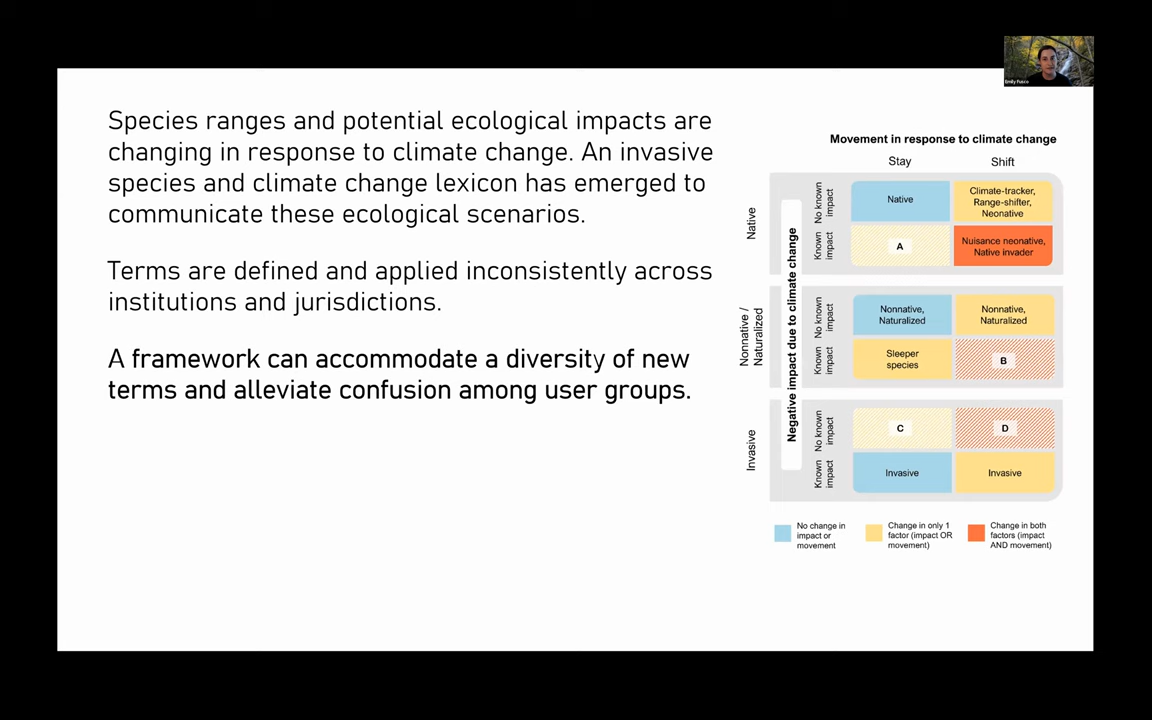 Emily Fusco
Species ranges and potential ecological impacts are
changing in response to climate change. An invasive
species and climate change lexicon has emerged to
communicate these ecological scenarios.
Terms are defined and applied inconsistently across
institutions and jurisdictions.
A framework can accommodate a diversity of new
terms and alleviate confusion among user groups.
Movement in response to climate change
Stay
Shift
Negative impact due to climate change
Native
No known
impact
Native
Climate-tracker,
Range-shifter,
Neonative
Known
impact
A
Nuisance neonative,
Native invader
Nonnative /
Naturalized
No known
impact
Nonnative,
Naturalized
Nonnative,
Naturalized
Known
impact
Sleeper
species
B
Invasive
No known
impact
C
D
Known
impact
Invasive
Invasive
No change in
impact or
movement
Change in only 1
factor (impact OR
movement)
Change in both
factors (impact
AND movement)